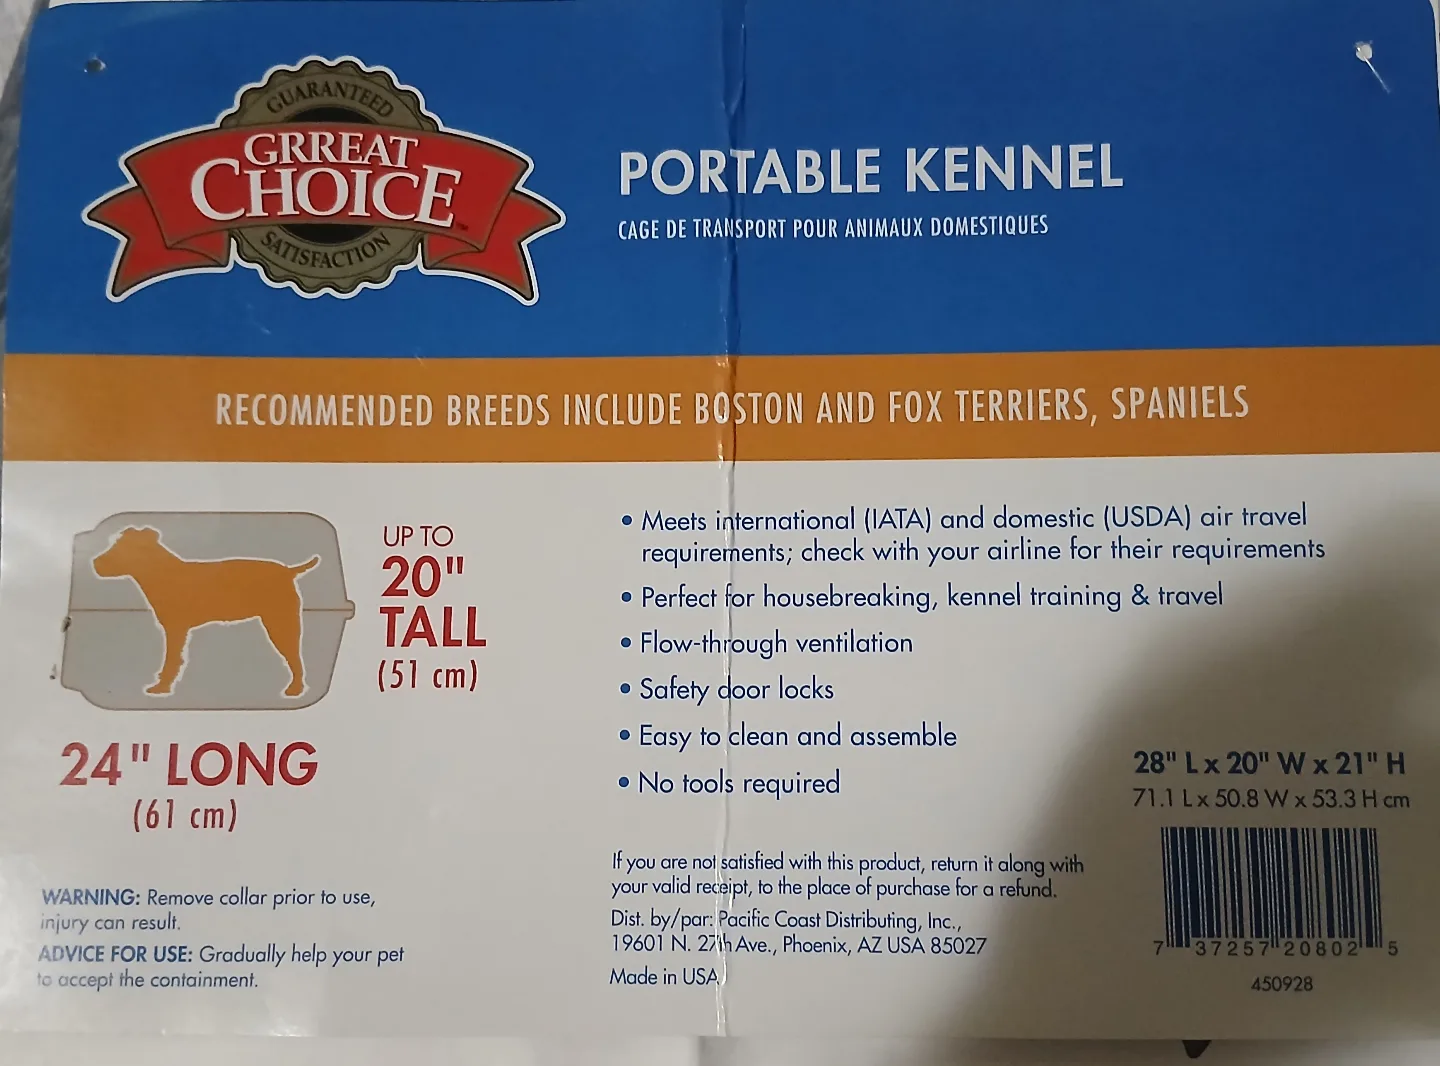 GUARANTEED
GRREAT
CHOICE™
SATISFACTION
PORTABLE KENNEL
CAGE DE TRANSPORT POUR ANIMAUX DOMESTIQUES
RECOMMENDED BREEDS INCLUDE BOSTON AND FOX TERRIERS, SPANIELS
UP TO
20"
TALL
(51 cm)
24" LONG
(61 cm)
WARNING: Remove collar prior to use,
injury can result.
ADVICE FOR USE: Gradually help your pet
to accept the containment.
• Meets international (IATA) and domestic (USDA) air travel
requirements; check with your airline for their requirements
• Perfect for housebreaking, kennel training & travel
• Flow-through ventilation
• Safety door locks
• Easy to clean and assemble
• No tools required
If you are not satisfied with this product, return it along with
your valid receipt, to the place of purchase for a refund.
Dist. by/par: Pacific Coast Distributing, Inc.,
19601 N. 27th Ave., Phoenix, AZ USA 85027
Made in USA
28" L x 20" W x 21" H
71.1 L x 50.8 W x 53.3 H cm
7 37257 20802 5
450928